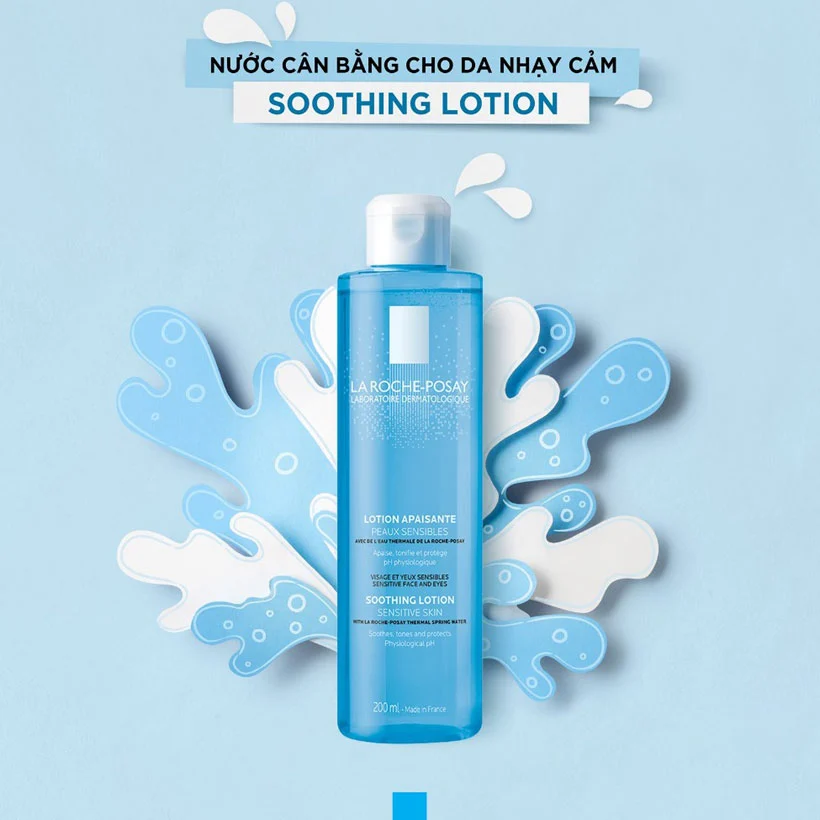 NƯỚC CÂN BẰNG CHO DA NHẠY CẢM
SOOTHING LOTION
LA ROCHE-POSAY
LABORATOIRE DERMATOLOGIQUE
LOTION APAISANTE
PEAUX SENSIBLES
AVEC DE L'EAU THERMALE DE LA ROCHE-POSAY
Apaise, tonifie et protège
pH physiologique
VISAGE ET YEUX SENSIBLES
SENSITIVE FACE AND EYES
SOOTHING LOTION
SENSITIVE SKIN
WITH LA ROCHE-POSAY THERMAL SPRING WATER
Soothes, tones and protects
Physiological pH
200 ml - Made in France